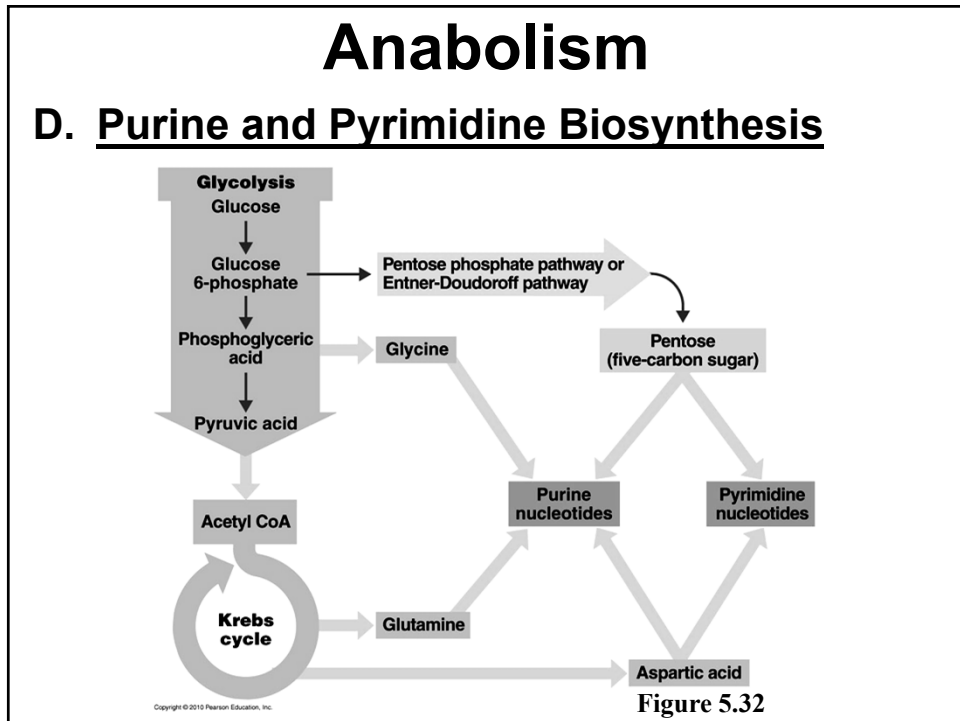 Anabolism
D. Purine and Pyrimidine Biosynthesis
Glycolysis
Glucose
Glucose
6-phosphate
Pentose phosphate pathway or
Entner-Doudoroff pathway
Phosphoglyceric
acid
Glycine
Pentose
(five-carbon sugar)
Pyruvic acid
Purine
nucleotides
Pyrimidine
nucleotides
Acetyl CoA
Krebs
cycle
Glutamine
Aspartic acid
Figure 5.32
Copyright © 2010 Pearson Education, Inc.